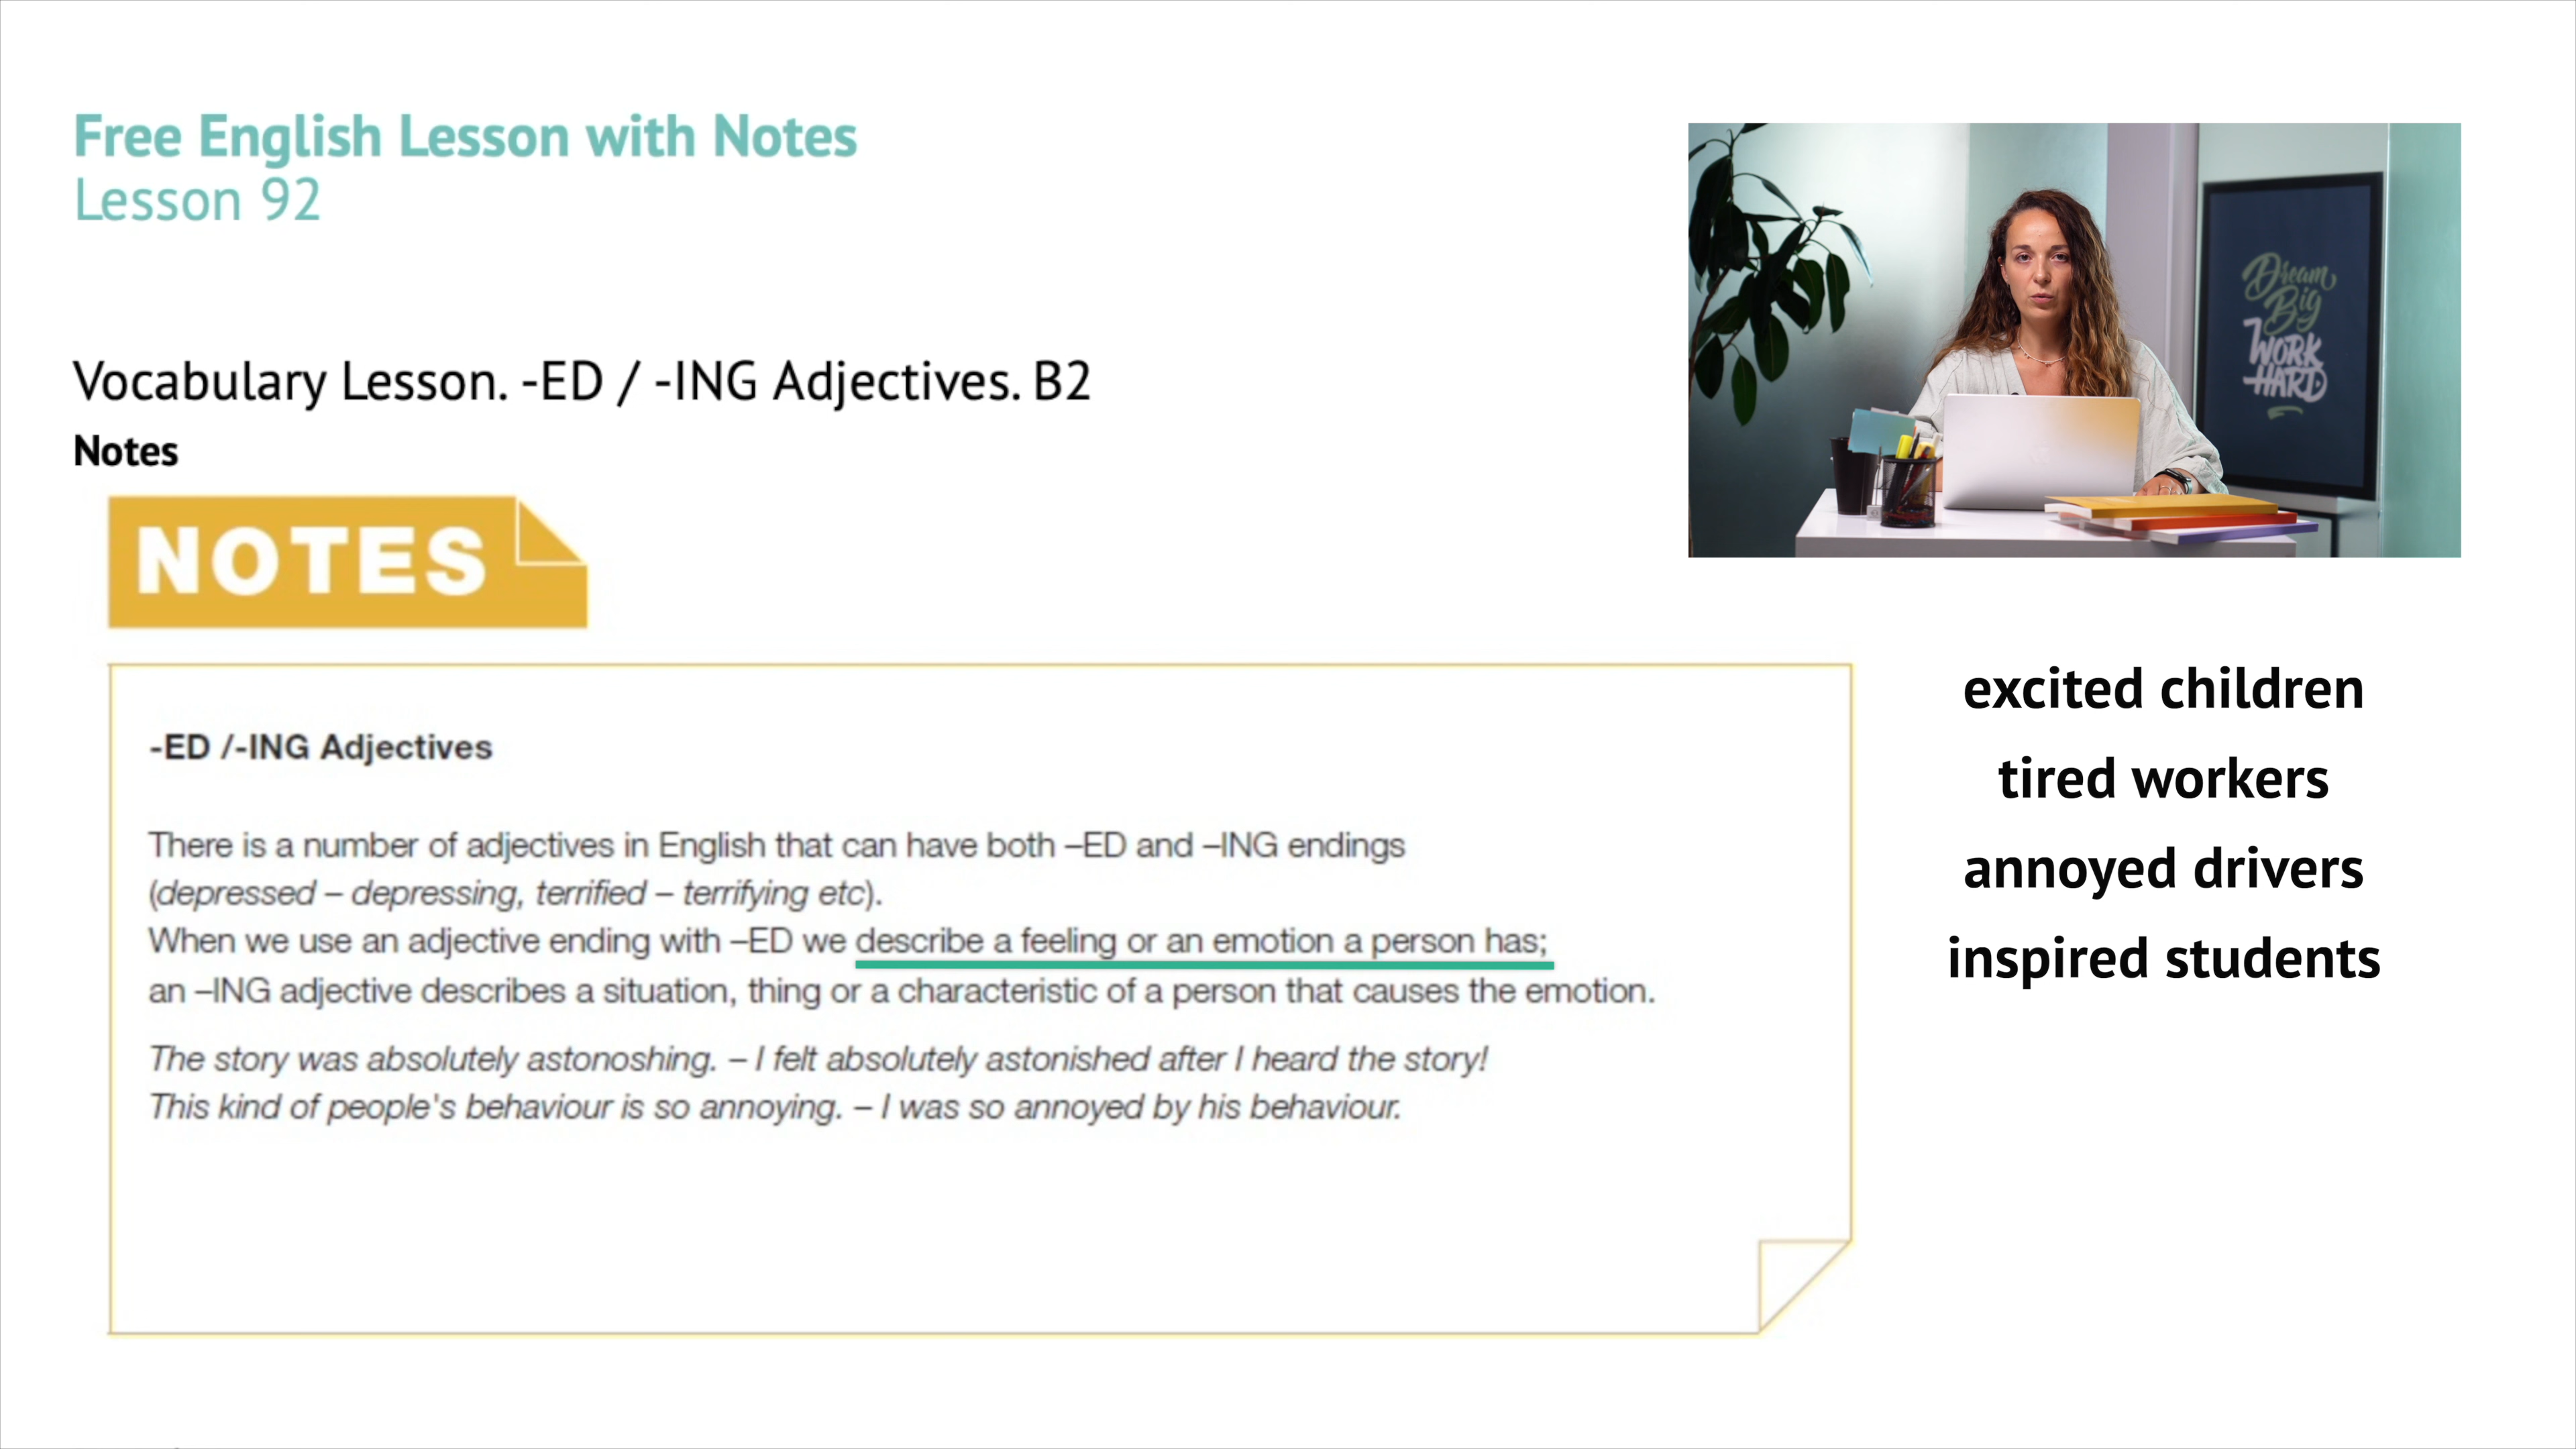 Free English Lesson with Notes
Lesson 92
Dream
Big
WORK
HARD
Vocabulary Lesson. -ED / -ING Adjectives. B2
Notes
NOTES
-ED /-ING Adjectives
There is a number of adjectives in English that can have both –ED and –ING endings
(depressed – depressing, terrified – terrifying etc).
When we use an adjective ending with –ED we describe a feeling or an emotion a person has;
an –ING adjective describes a situation, thing or a characteristic of a person that causes the emotion.
The story was absolutely astonoshing. – I felt absolutely astonished after I heard the story!
This kind of people's behaviour is so annoying. – I was so annoyed by his behaviour.
excited children
tired workers
annoyed drivers
inspired students